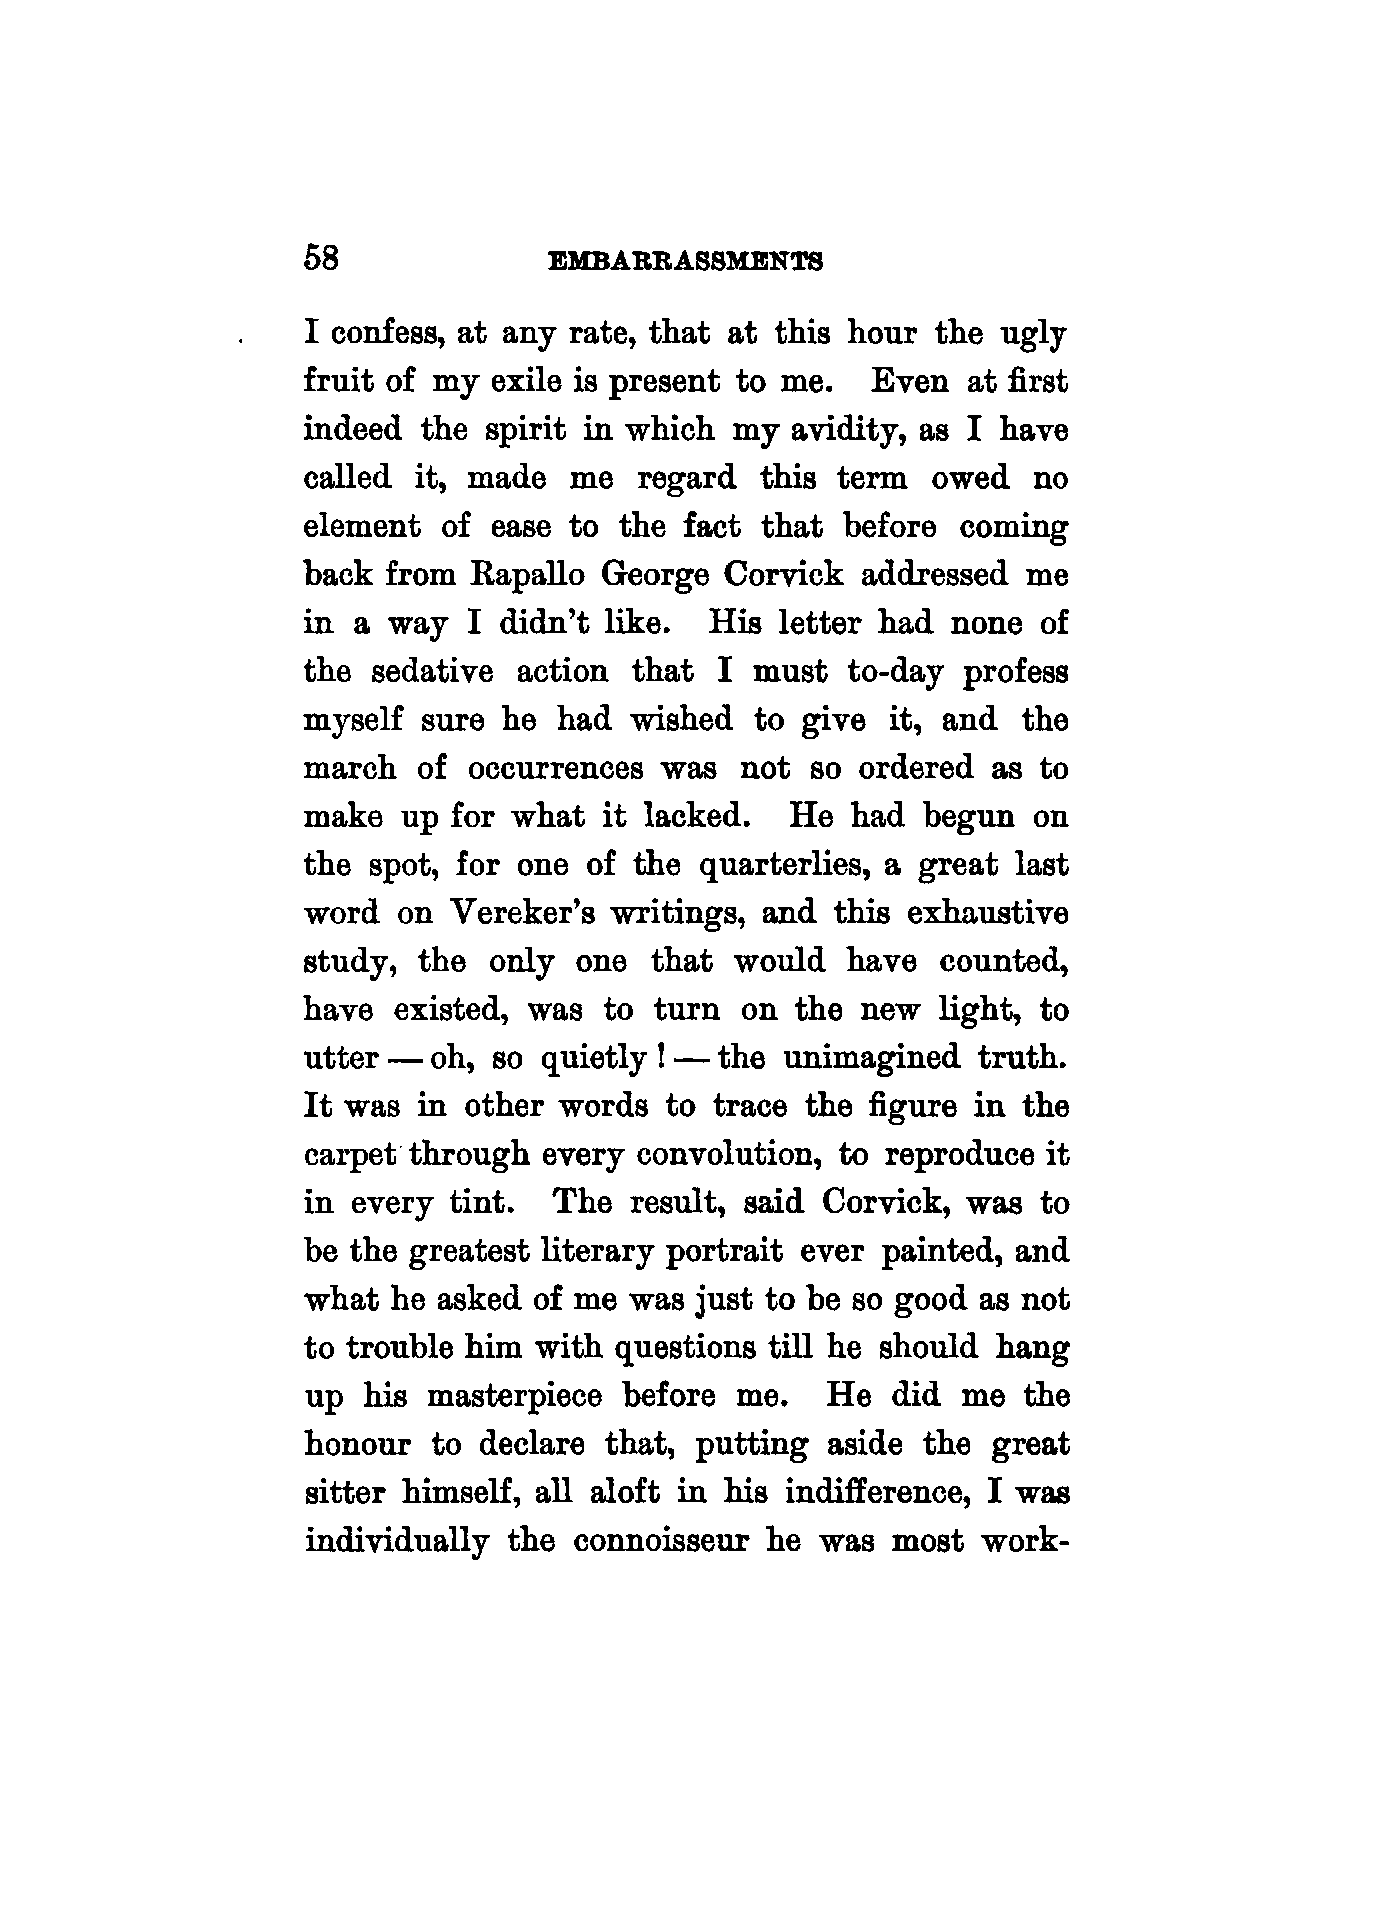 58 EMBARRASSMENTS
I confess, at any rate, that at this hour the ugly
fruit of my exile is present to me. Even at first
indeed the spirit in which my avidity, as I have
called it, made me regard this term owed no
element of ease to the fact that before coming
back from Rapallo George Corvick addressed me
in a way I didn't like. His letter had none of
the sedative action that I must to-day profess
myself sure he had wished to give it, and the
march of occurrences was not so ordered as to
make up for what it lacked. He had begun on
the spot, for one of the quarterlies, a great last
word on Vereker's writings, and this exhaustive
study, the only one that would have counted,
have existed, was to turn on the new light, to
utter — oh, so quietly! — the unimagined truth.
It was in other words to trace the figure in the
carpet through every convolution, to reproduce it
in every tint. The result, said Corvick, was to
be the greatest literary portrait ever painted, and
what he asked of me was just to be so good as not
to trouble him with questions till he should hang
up his masterpiece before me. He did me the
honour to declare that, putting aside the great
sitter himself, all aloft in his indifference, I was
individually the connoisseur he was most work-